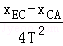 x_EC − x_CA
4T²